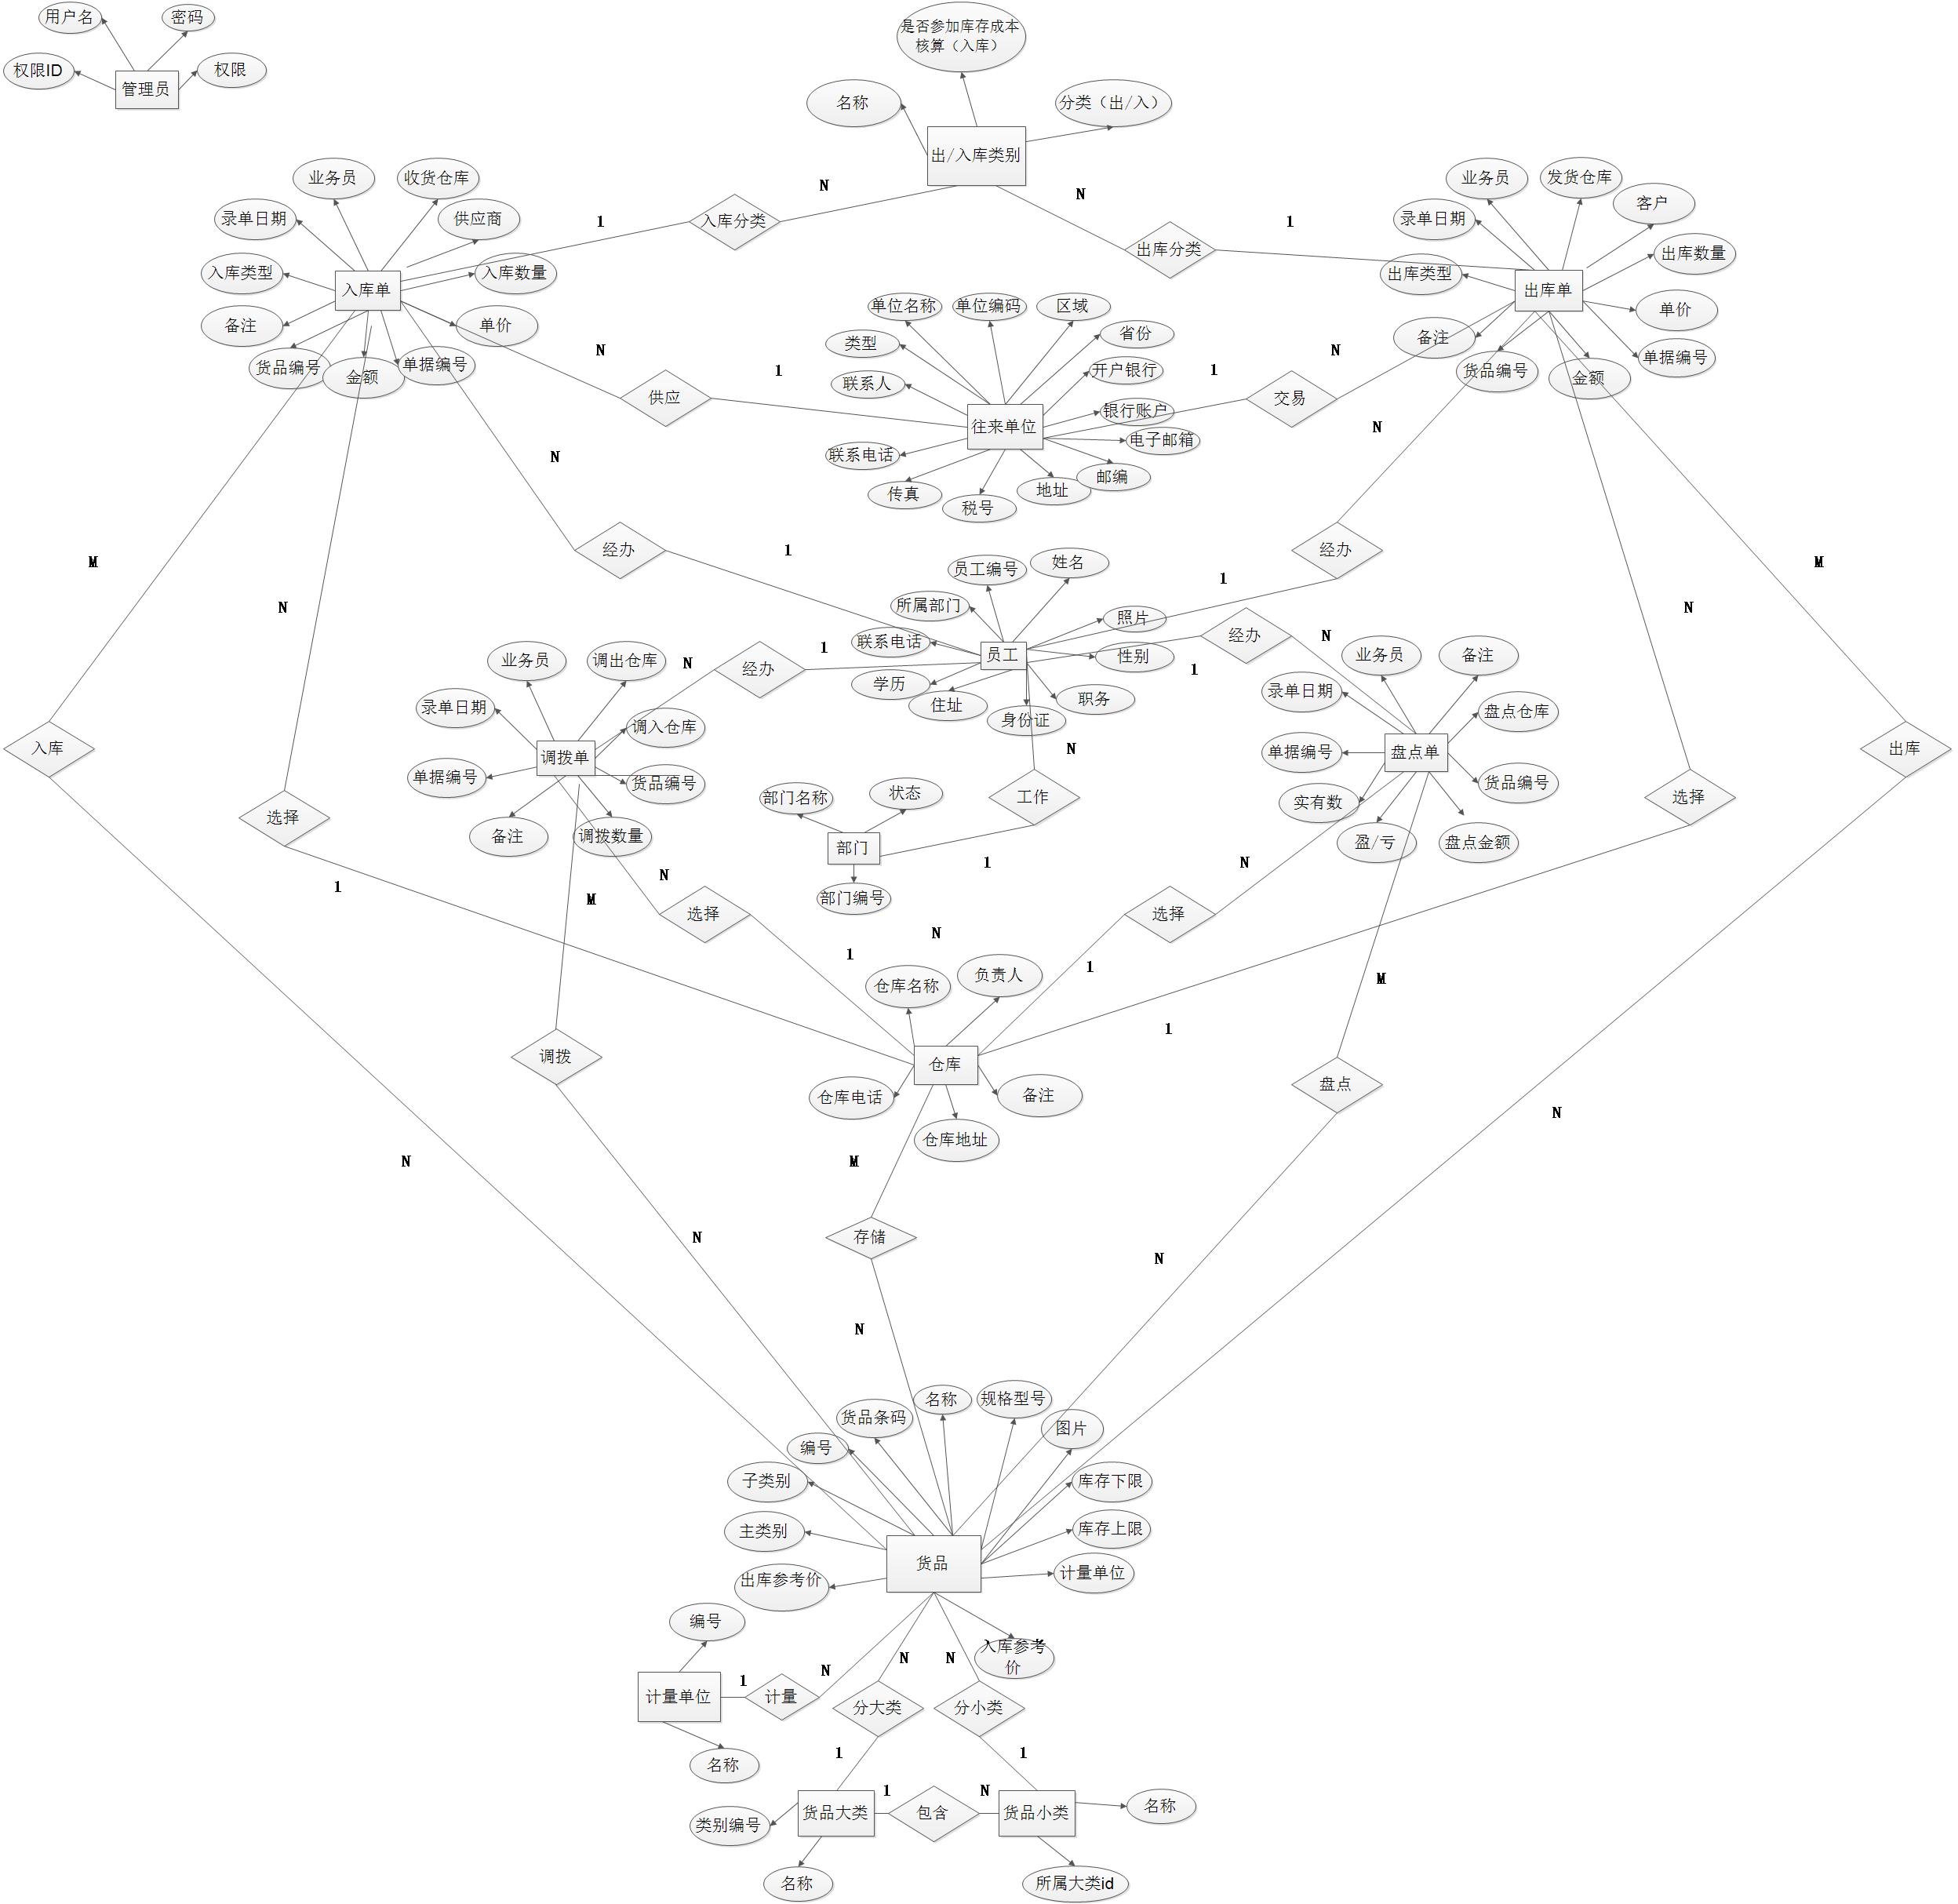 用户名
密码
权限ID
权限
管理员
是否参加库存成本
核算（入库）
名称
分类（出/入）
出/入库类别
N
N
入库分类
1
出库分类
1
业务员
收货仓库
录单日期
供应商
入库类型
入库数量
入库单
备注
单价
货品编号
金额
单据编号
业务员
发货仓库
录单日期
客户
出库类型
出库数量
出库单
备注
单价
货品编号
金额
单据编号
单位名称
单位编码
区域
类型
省份
联系人
开户银行
银行账户
往来单位
电子邮箱
联系电话
邮编
传真
税号
地址
N
供应
1
1
交易
N
N
经办
1
N
经办
1
M
N
M
N
员工编号
姓名
所属部门
照片
联系电话
性别
员工
学历
住址
身份证
职务
经办
1
N
经办
1
N
业务员
调出仓库
录单日期
调入仓库
调拨单
单据编号
货品编号
备注
调拨数量
业务员
备注
录单日期
盘点仓库
盘点单
单据编号
货品编号
实有数
盈/亏
盘点金额
入库
选择
出库
选择
N
工作
1
部门名称
状态
部门
部门编号
1
M
N
选择
1
N
N
选择
1
M
1
仓库名称
负责人
仓库
仓库电话
备注
仓库地址
调拨
盘点
N
N
M
存储
N
N
N
N
货品条码
名称
规格型号
图片
编号
子类别
库存下限
主类别
库存上限
货品
出库参考价
计量单位
入库参考
价
编号
计量单位
1
计量
N
名称
N
分大类
1
N
分小类
1
货品大类
1
包含
N
货品小类
类别编号
名称
名称
所属大类id